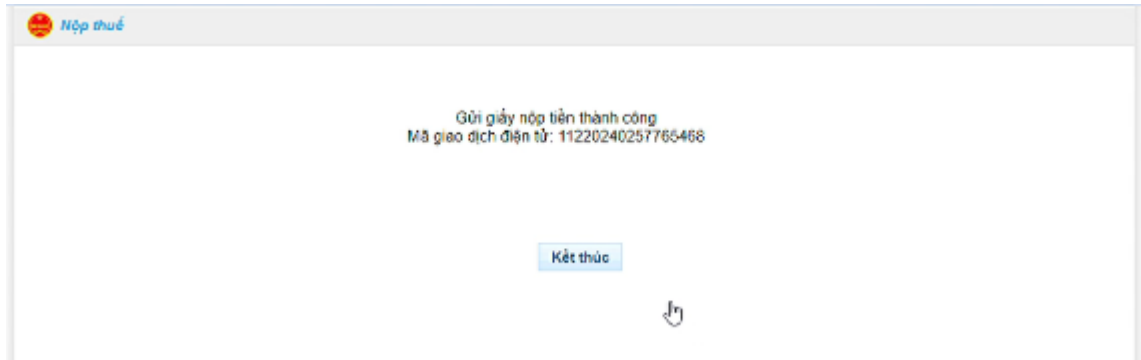 Nộp thuế
Gửi giấy nộp tiền thành công
Mã giao dịch điện tử: 11220240257765468
Kết thúc